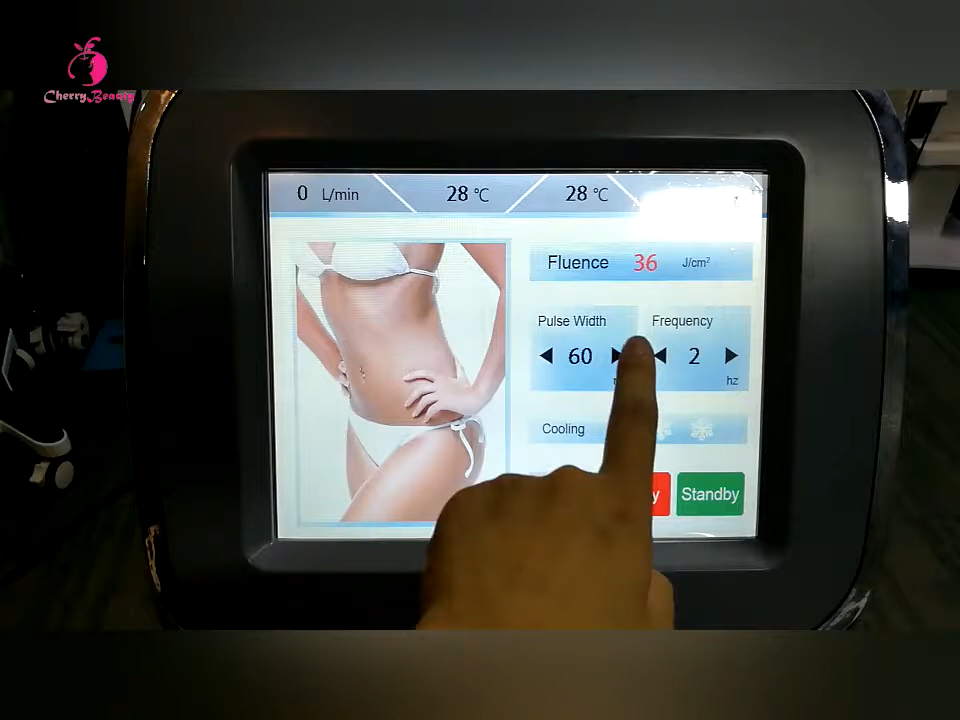 Cherry Beauty
0 L/min 28 °C 28 °C
Fluence 36 J/cm²
Pulse Width Frequency
60 2
hz
Cooling
y Standby